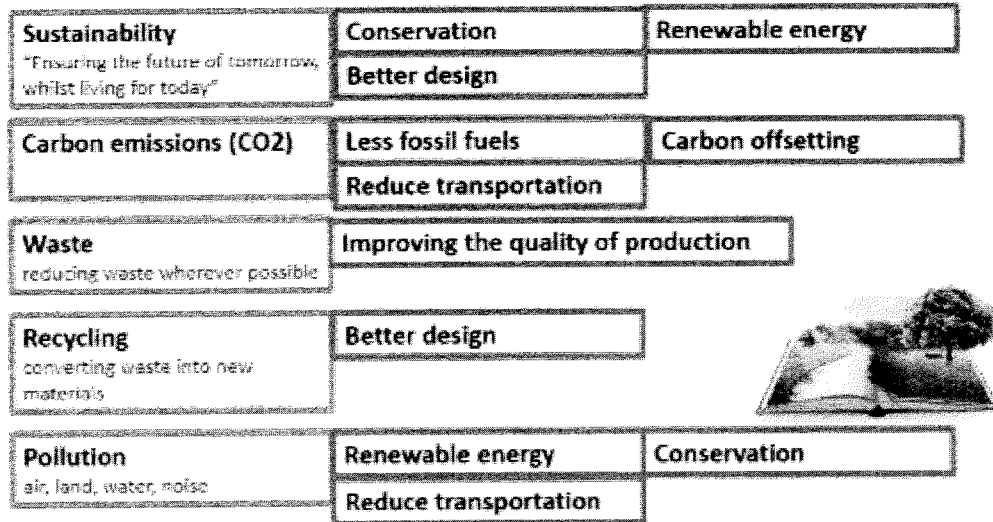 Sustainability
"Ensuring the future of tomorrow,
whilst living for today"
Conservation
Renewable energy
Better design
Carbon emissions (CO2)
Less fossil fuels
Carbon offsetting
Reduce transportation
Waste
reducing waste wherever possible
Improving the quality of production
Recycling
converting waste into new
materials
Better design
Pollution
air, land, water, noise
Renewable energy
Conservation
Reduce transportation